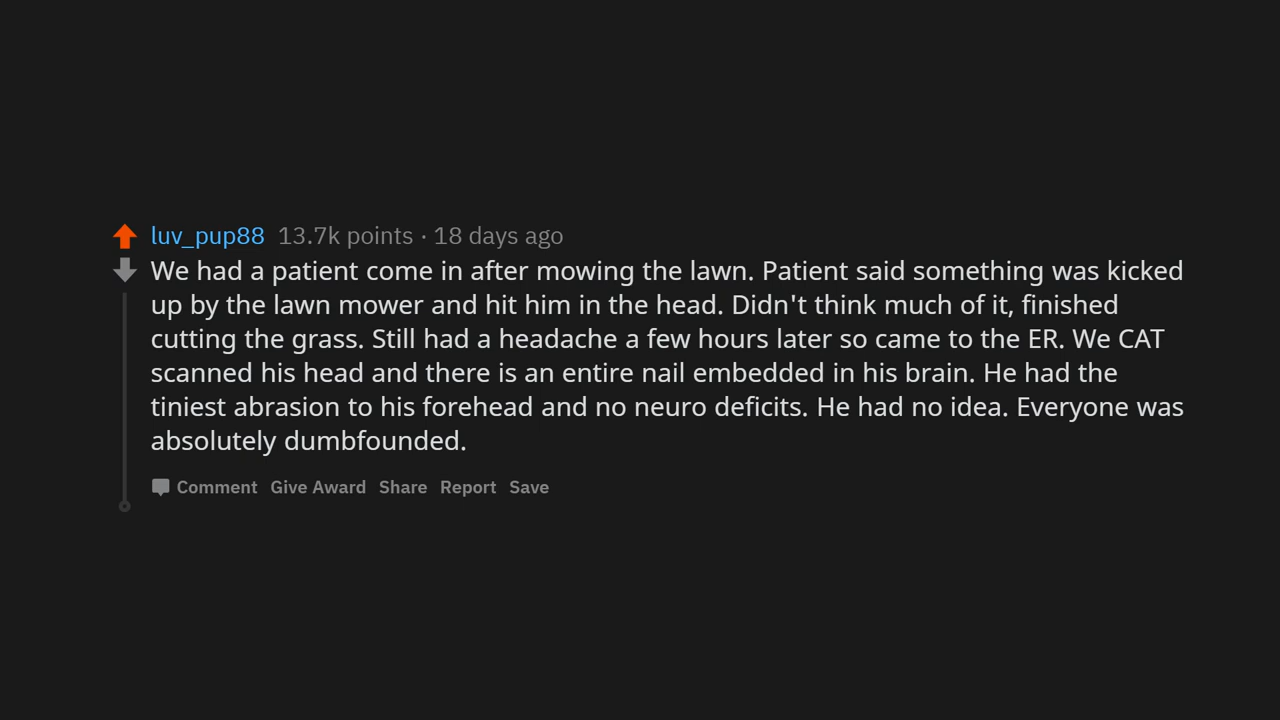 luv_pup88 13.7k points · 18 days ago
We had a patient come in after mowing the lawn. Patient said something was kicked
up by the lawn mower and hit him in the head. Didn't think much of it, finished
cutting the grass. Still had a headache a few hours later so came to the ER. We CAT
scanned his head and there is an entire nail embedded in his brain. He had the
tiniest abrasion to his forehead and no neuro deficits. He had no idea. Everyone was
absolutely dumbfounded.
Comment Give Award Share Report Save